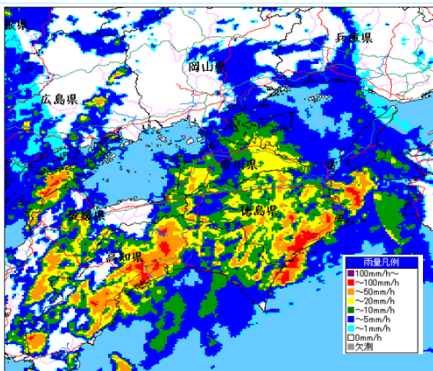 兵庫県
岡山県
広島県
香川県
徳島県
愛媛県
高知県
雨量凡例
100mm/h～
～100mm/h
～50mm/h
～20mm/h
～10mm/h
～5mm/h
～1mm/h
0mm/h
欠測